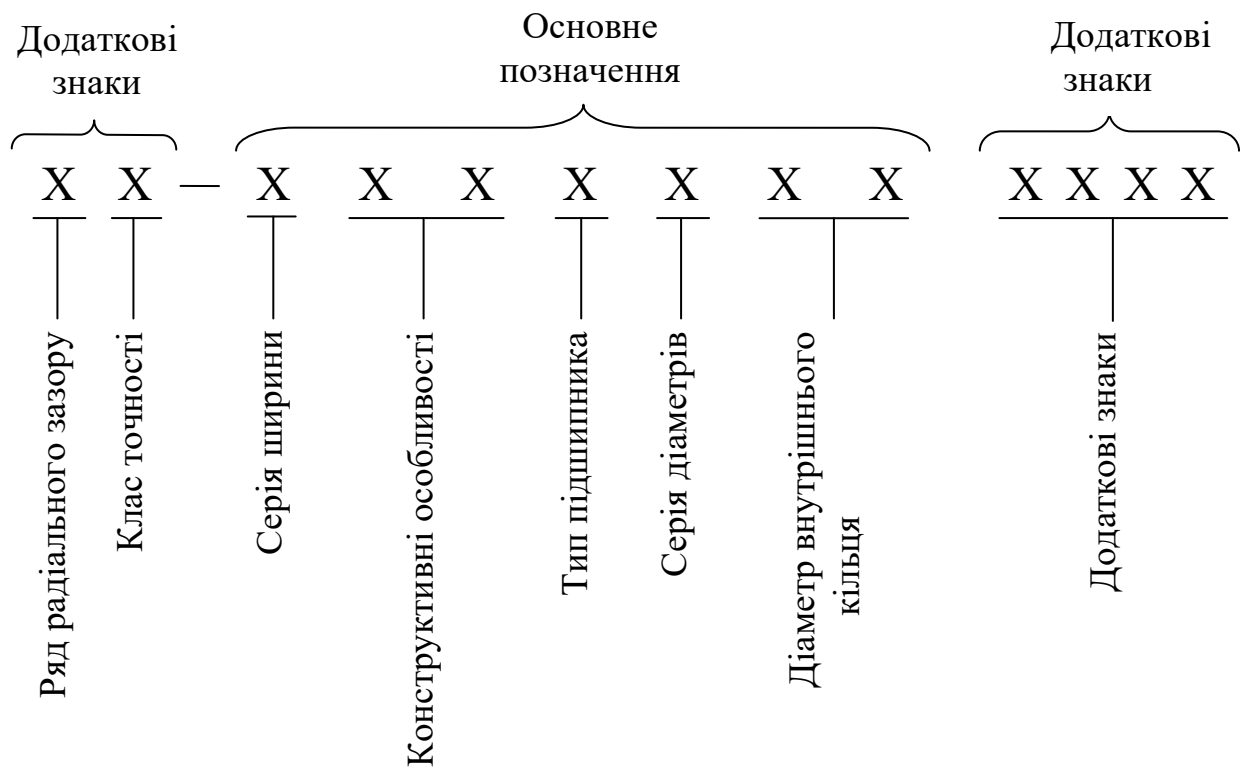 Додаткові
знаки
Основне
позначення
Додаткові
знаки
X X — X X X X X X X X X X X
Ряд радіального зазору
Клас точності
Серія ширини
Конструктивні особливості
Тип підшипника
Серія діаметрів
Діаметр внутрішнього
кільця
Додаткові знаки